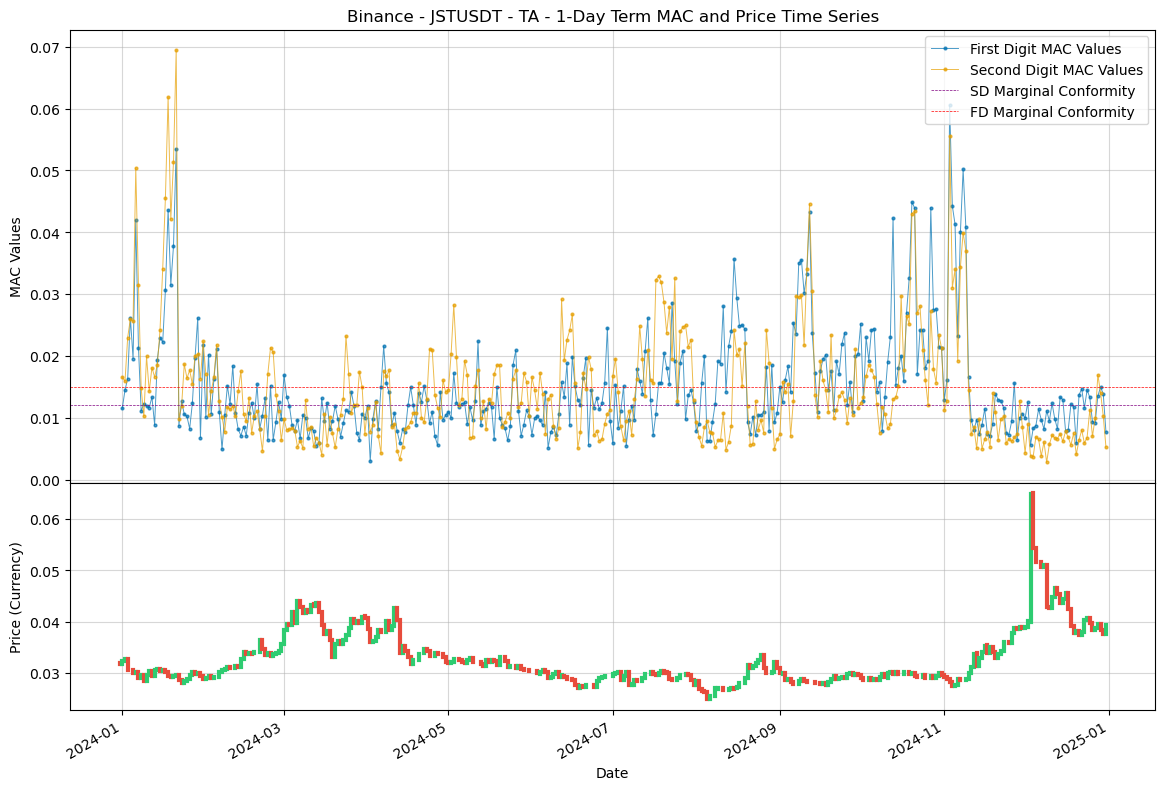 Binance - JSTUSDT - TA - 1-Day Term MAC and Price Time Series
First Digit MAC Values
Second Digit MAC Values
SD Marginal Conformity
FD Marginal Conformity
MAC Values
0.07
0.06
0.05
0.04
0.03
0.02
0.01
0.00
Price (Currency)
0.06
0.05
0.04
0.03
2024-01
2024-03
2024-05
2024-07
2024-09
2024-11
2025-01
Date